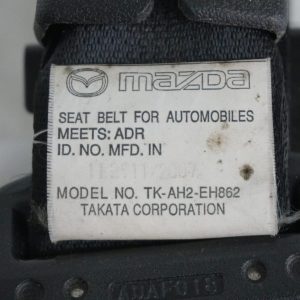 mazda
SEAT BELT FOR AUTOMOBILES
MEETS: ADR
ID. NO. MFD. IN
MODEL NO. TK-AH2-EH862
TAKATA CORPORATION